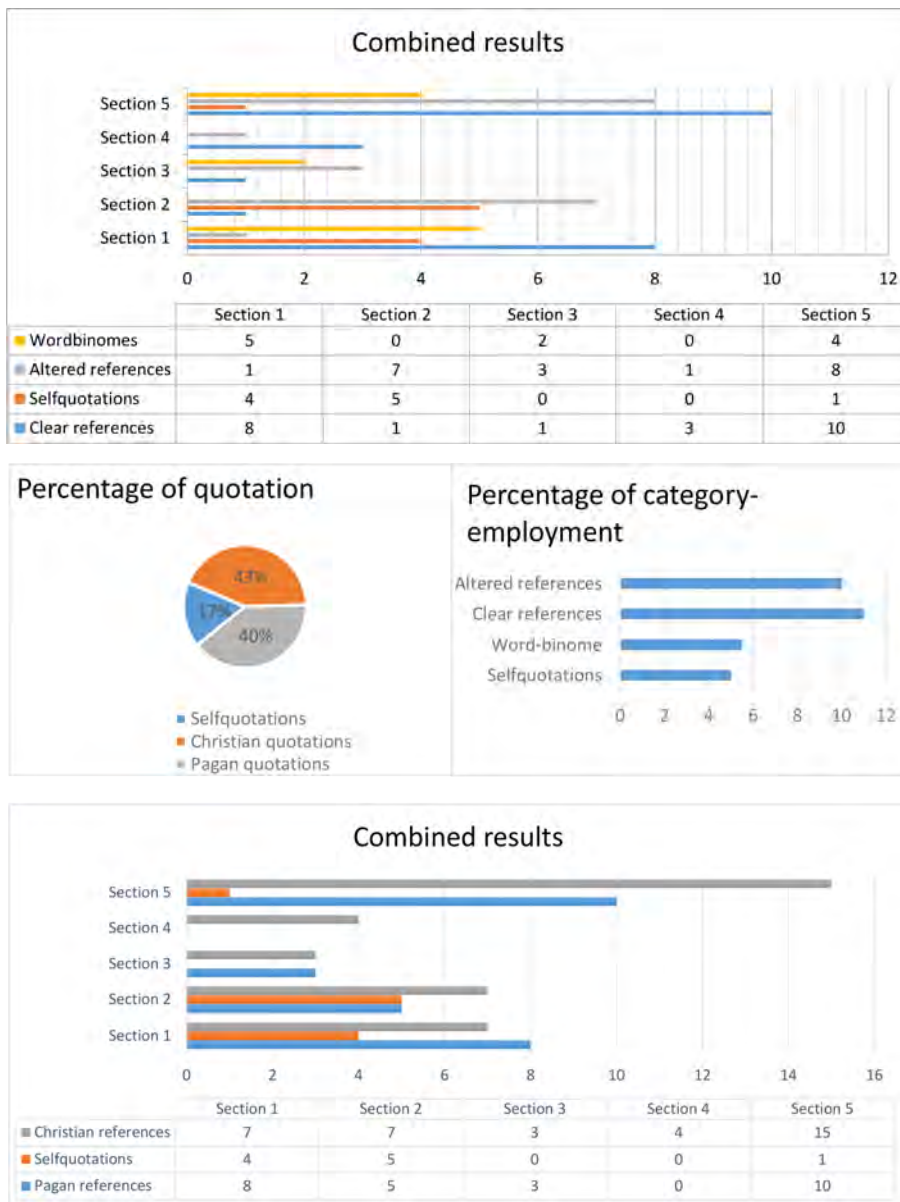 Combined results
Section 5
Section 4
Section 3
Section 2
Section 1
0 2 4 6 8 10 12
Section 1 Section 2 Section 3 Section 4 Section 5
Wordbinomes 5 0 2 0 4
Altered references 1 7 3 1 8
Selfquotations 4 5 0 0 1
Clear references 8 1 1 3 10
Percentage of quotation
43%
17%
40%
Selfquotations
Christian quotations
Pagan quotations
Percentage of category-
employment
Altered references
Clear references
Word-binome
Selfquotations
0 2 4 6 8 10 12
Combined results
Section 5
Section 4
Section 3
Section 2
Section 1
0 2 4 6 8 10 12 14 16
Section 1 Section 2 Section 3 Section 4 Section 5
Christian references 7 7 3 4 15
Selfquotations 4 5 0 0 1
Pagan references 8 5 3 0 10